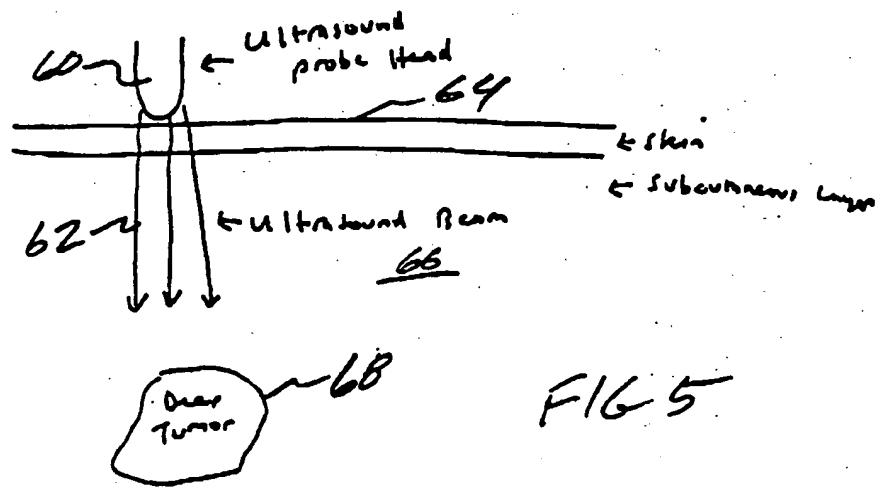 60
← Ultrasound
probe Head
64
← Skin
← Subcutaneous Layer
62
← Ultrasound Beam
66
68
Deep
Tumor
FIG 5